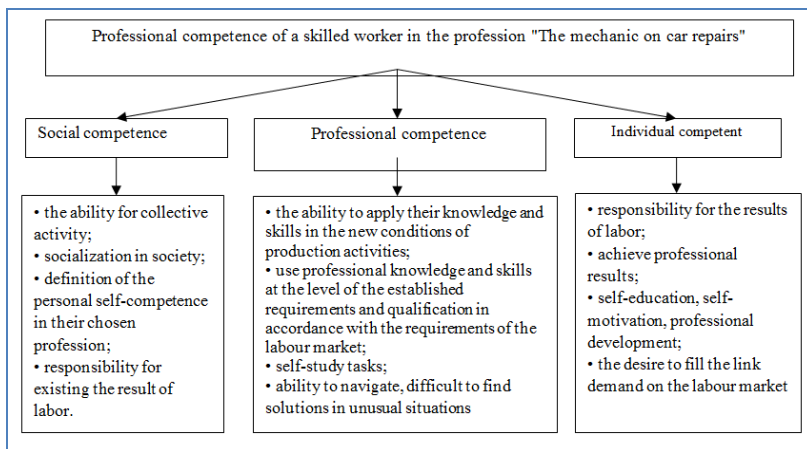 Professional competence of a skilled worker in the profession "The mechanic on car repairs"
Social competence
Professional competence
Individual competent
• the ability for collective
activity;
• socialization in society;
• definition of the
personal self-competence
in their chosen
profession;
• responsibility for
existing the result of
labor.
• the ability to apply their knowledge and
skills in the new conditions of
production activities;
• use professional knowledge and skills
at the level of the established
requirements and qualification in
accordance with the requirements of the
labour market;
• self-study tasks;
• ability to navigate, difficult to find
solutions in unusual situations
• responsibility for the results
of labor;
• achieve professional
results;
• self-education, self-
motivation, professional
development;
• the desire to fill the link
demand on the labour market